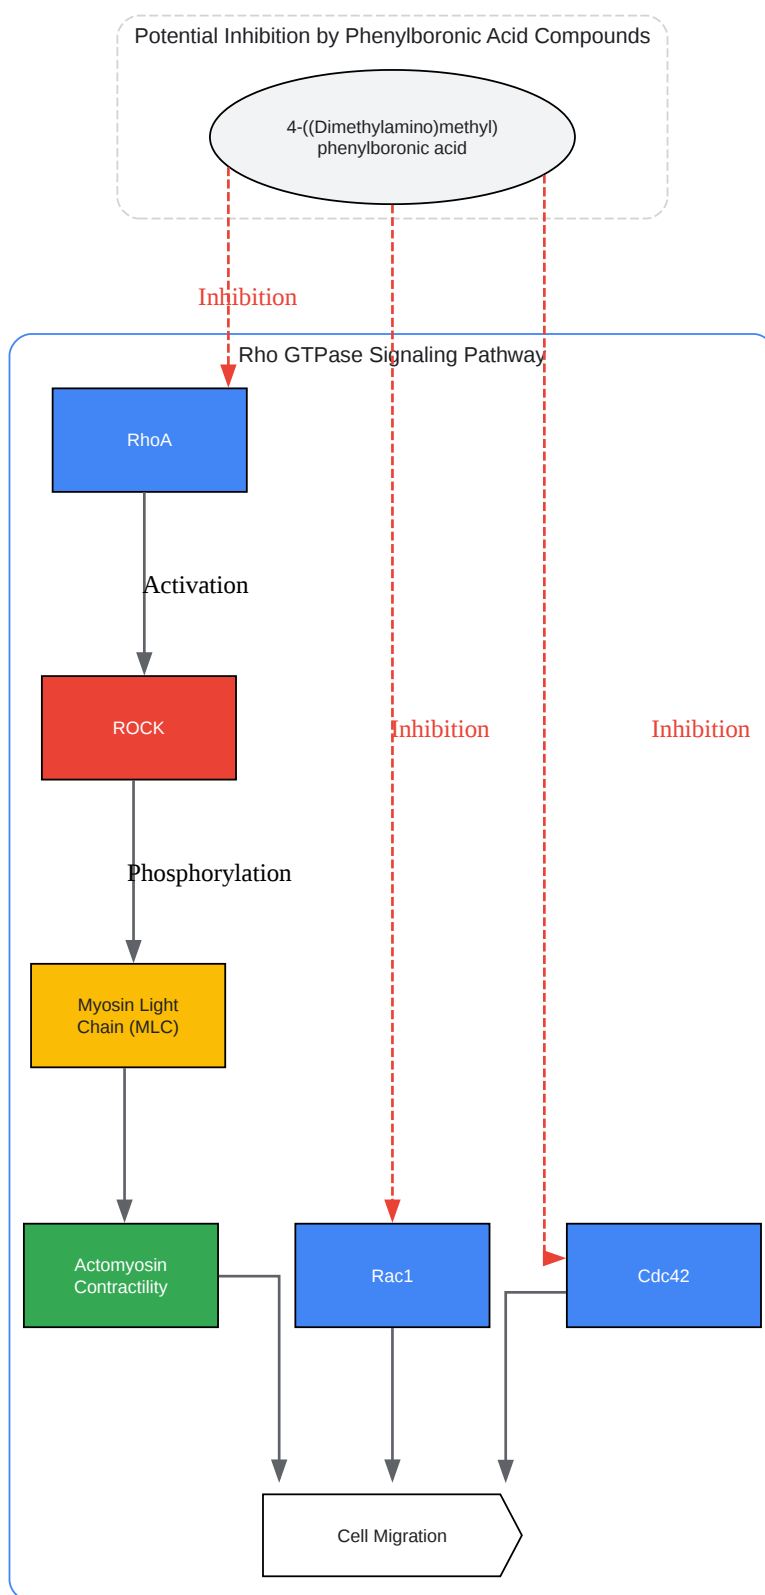 Potential Inhibition by Phenylboronic Acid Compounds
4-((Dimethylamino)methyl)
phenylboronic acid
Inhibition
Rho GTPase Signaling Pathway
RhoA
Activation
ROCK
Inhibition
Inhibition
Phosphorylation
Myosin Light
Chain (MLC)
Actomyosin
Contractility
Rac1
Cdc42
Cell Migration